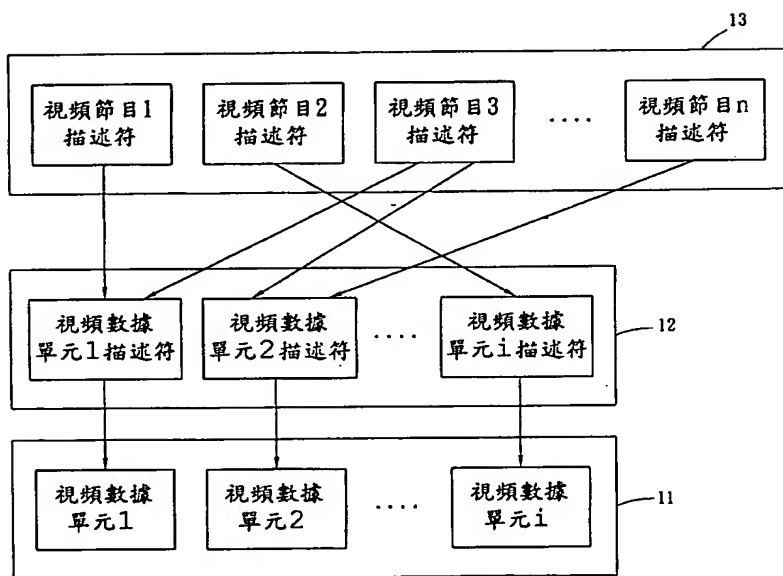 13
視頻節目1
描述符
視頻節目2
描述符
視頻節目3
描述符
....
視頻節目n
描述符
視頻數據
單元1描述符
視頻數據
單元2描述符
....
視頻數據
單元i描述符
12
視頻數據
單元1
視頻數據
單元2
....
視頻數據
單元i
11